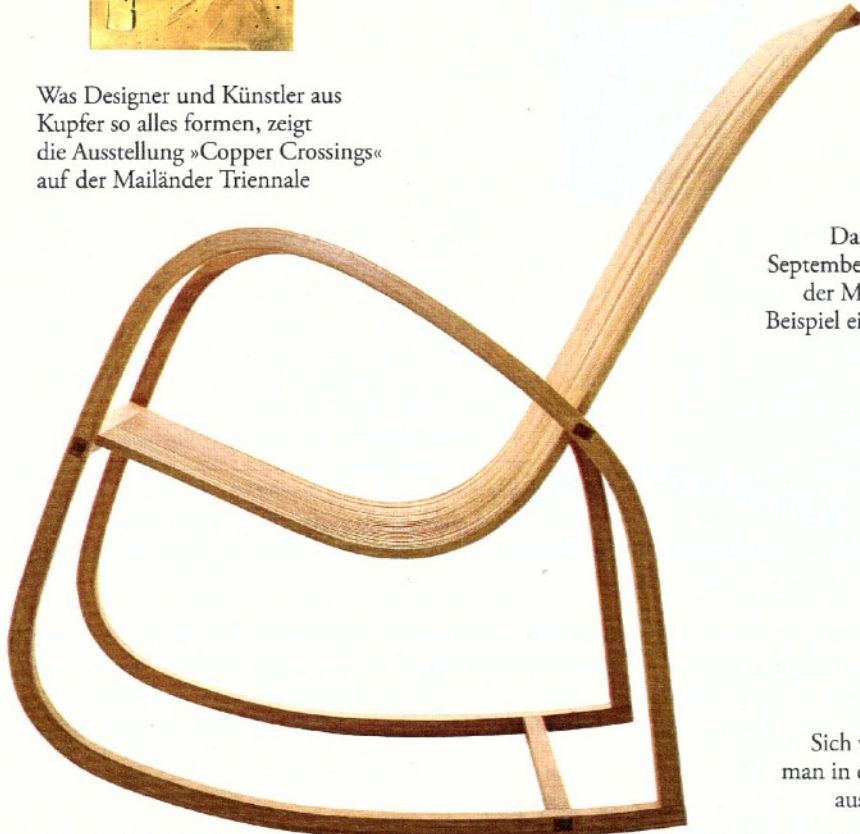 Was Designer und Künstler aus
Kupfer so alles formen, zeigt
die Ausstellung »Copper Crossings«
auf der Mailänder Triennale
Da
Septembe
der M
Beispiel ei
Sich
man in
aus